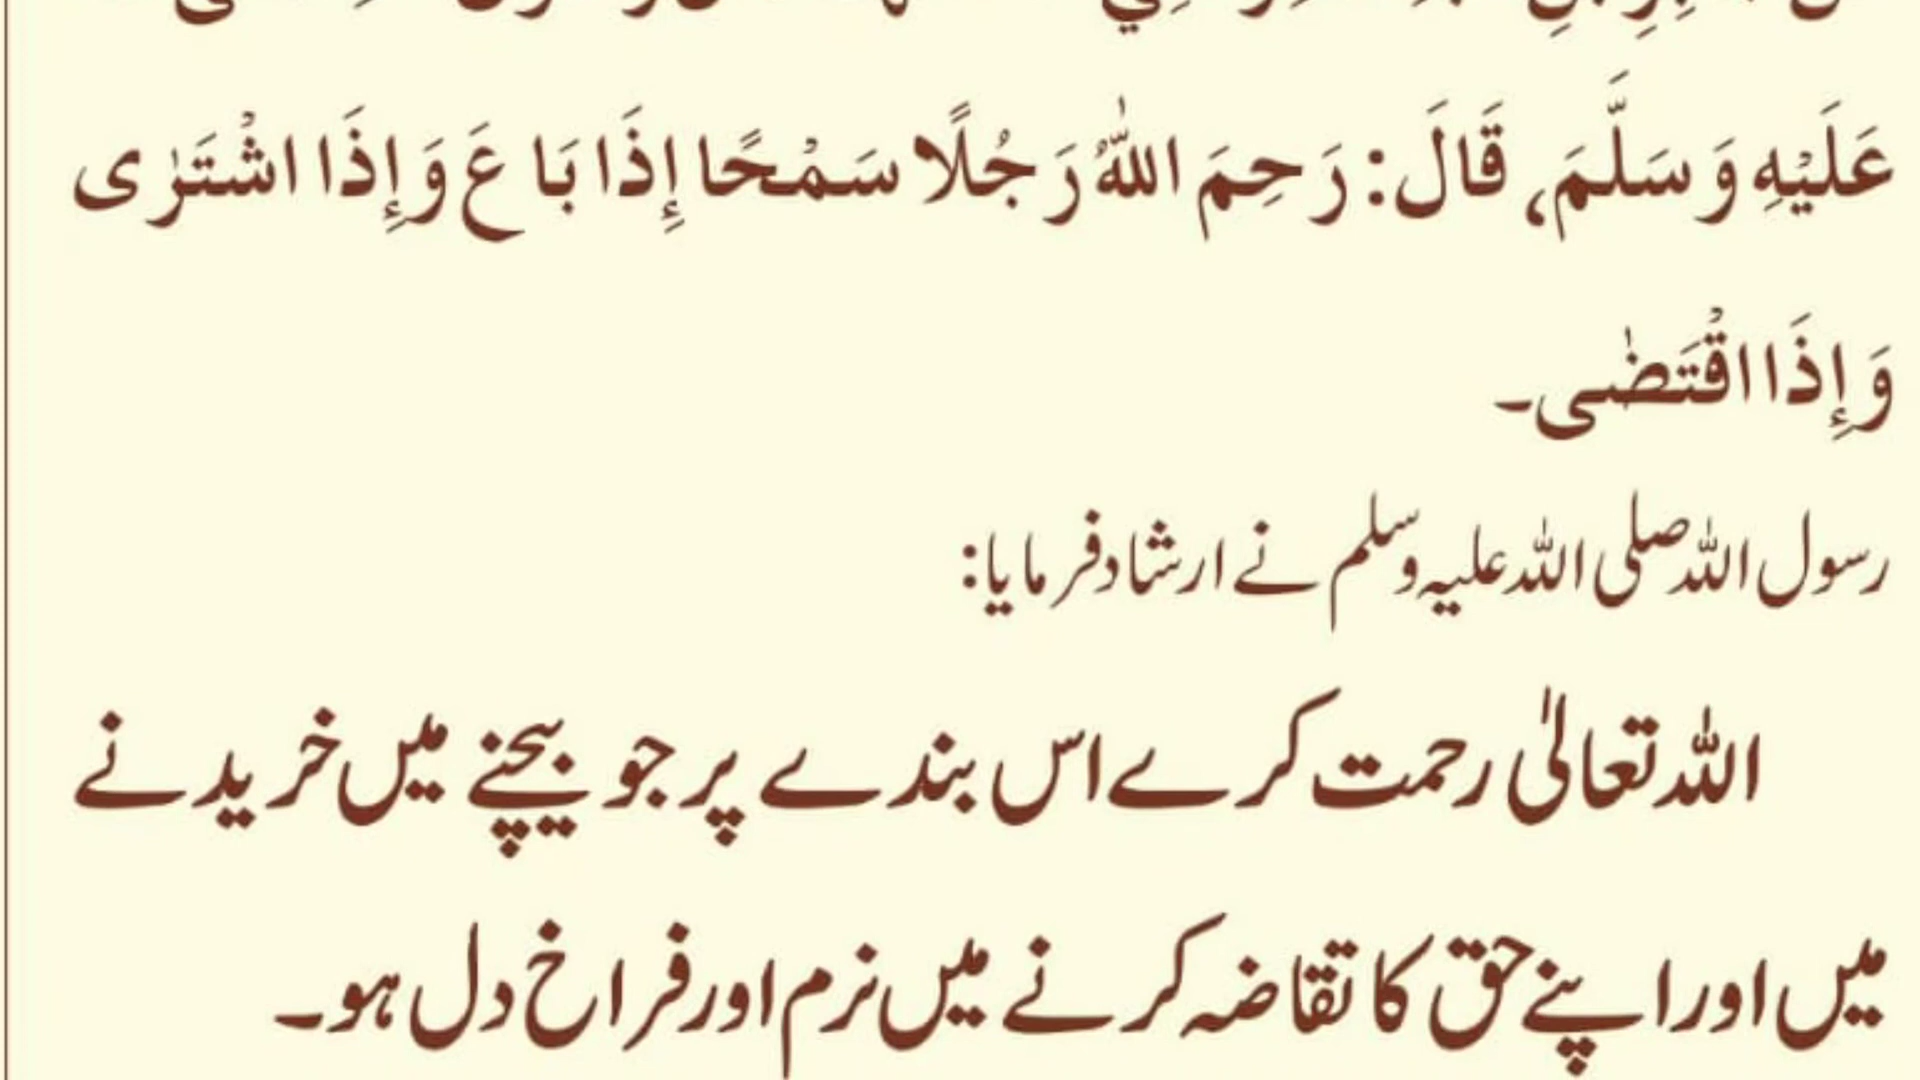 عَلَيْهِ وَسَلَّمَ، قَالَ: رَحِمَ اللّٰهُ رَجُلًا سَمْحًا إِذَا بَاعَ وَإِذَا اشْتَرٰى
وَإِذَا اقْتَضٰى۔
رسول اللہ صلی اللہ علیہ وسلم نے ارشاد فرمایا:
اللہ تعالیٰ رحمت کرے اس بندے پر جو بیچنے میں خریدنے
میں اور اپنے حق کا تقاضہ کرنے میں نرم اور فراخ دل ہو۔